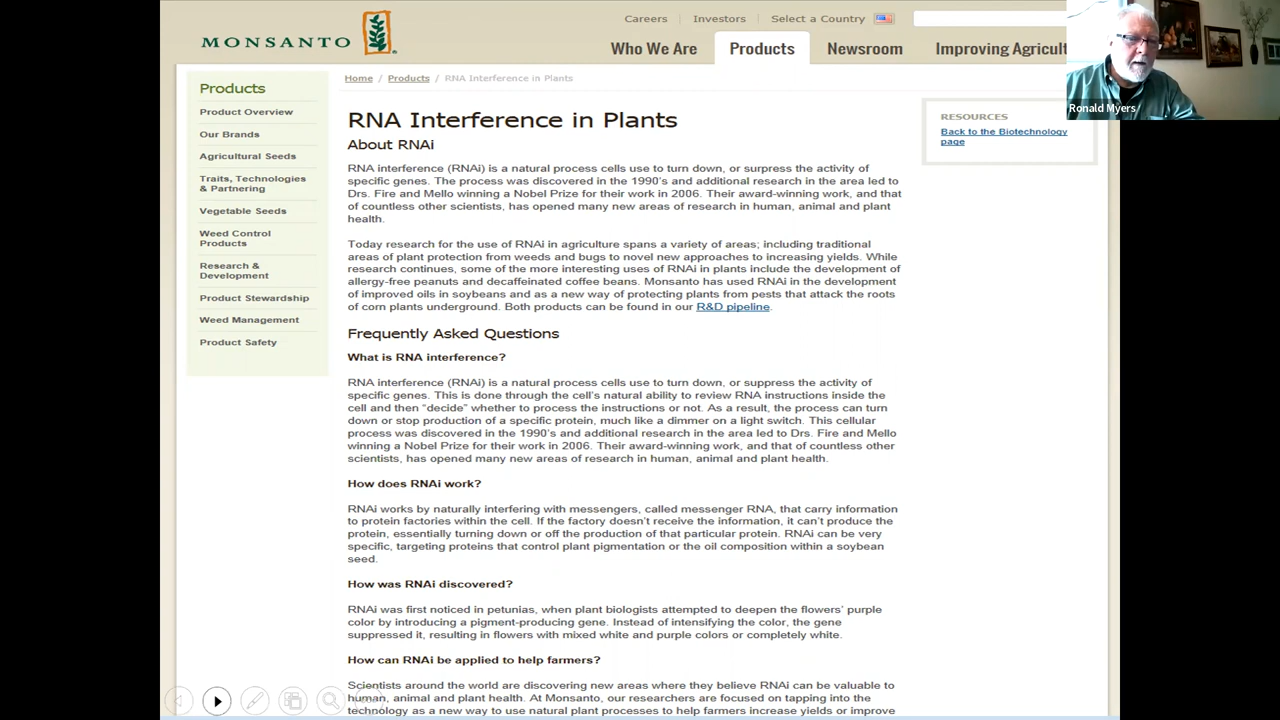 MONSANTO
Careers
Investors
Select a Country
Who We Are
Products
Newsroom
Improving Agricult
Ronald Myers
Products
Product Overview
Our Brands
Agricultural Seeds
Traits, Technologies
& Partnering
Vegetable Seeds
Weed Control
Products
Research &
Development
Product Stewardship
Weed Management
Product Safety
Home / Products / RNA Interference in Plants
RNA Interference in Plants
About RNAi
RNA interference (RNAi) is a natural process cells use to turn down, or surpress the activity of
specific genes. The process was discovered in the 1990's and additional research in the area led to
Drs. Fire and Mello winning a Nobel Prize for their work in 2006. Their award-winning work, and that
of countless other scientists, has opened many new areas of research in human, animal and plant
health.
Today research for the use of RNAi in agriculture spans a variety of areas; including traditional
areas of plant protection from weeds and bugs to novel new approaches to increasing yields. While
research continues, some of the more interesting uses of RNAi in plants include the development of
allergy-free peanuts and decaffeinated coffee beans. Monsanto has used RNAi in the development
of improved oils in soybeans and as a new way of protecting plants from pests that attack the roots
of corn plants underground. Both products can be found in our R&D pipeline.
Frequently Asked Questions
What is RNA interference?
RNA interference (RNAi) is a natural process cells use to turn down, or suppress the activity of
specific genes. This is done through the cell's natural ability to review RNA instructions inside the
cell and then “decide” whether to process the instructions or not. As a result, the process can turn
down or stop production of a specific protein, much like a dimmer on a light switch. This cellular
process was discovered in the 1990's and additional research in the area led to Drs. Fire and Mello
winning a Nobel Prize for their work in 2006. Their award-winning work, and that of countless other
scientists, has opened many new areas of research in human, animal and plant health.
How does RNAi work?
RNAi works by naturally interfering with messengers, called messenger RNA, that carry information
to protein factories within the cell. If the factory doesn't receive the information, it can't produce the
protein, essentially turning down or off the production of that particular protein. RNAi can be very
specific, targeting proteins that control plant pigmentation or the oil composition within a soybean
seed.
How was RNAi discovered?
RNAi was first noticed in petunias, when plant biologists attempted to deepen the flowers' purple
color by introducing a pigment-producing gene. Instead of intensifying the color, the gene
suppressed it, resulting in flowers with mixed white and purple colors or completely white.
How can RNAi be applied to help farmers?
Scientists around the world are discovering new areas where they believe RNAi can be valuable to
human, animal and plant health. At Monsanto, our researchers are focused on tapping into the
technology as a new way to use natural plant processes to help farmers increase yields or improve
RESOURCES
Back to the Biotechnology
page